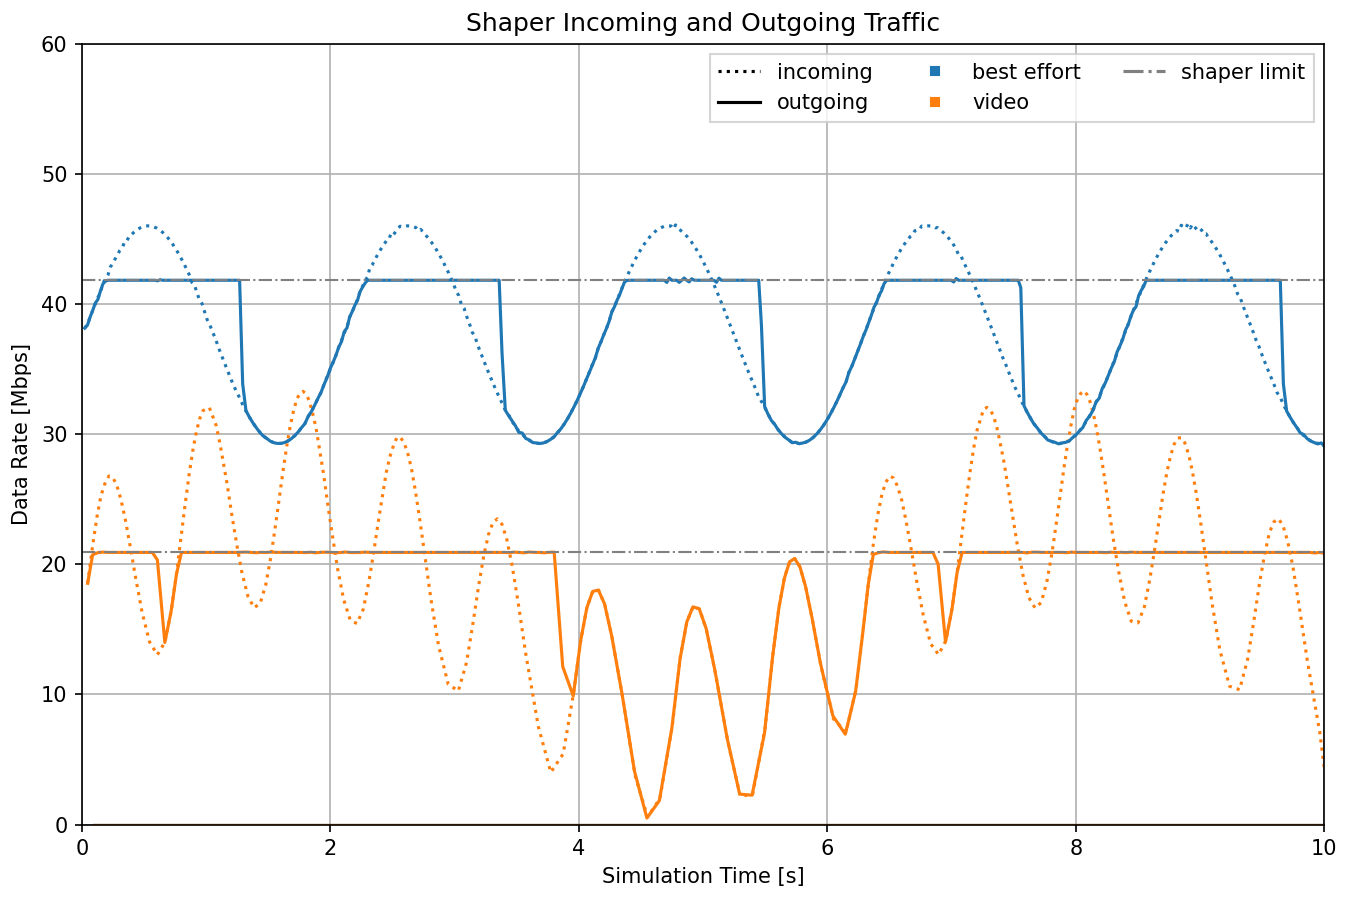 Shaper Incoming and Outgoing Traffic
60
50
40
30
20
10
0
Data Rate [Mbps]
incoming
outgoing
best effort
video
shaper limit
0 2 4 6 8 10
Simulation Time [s]